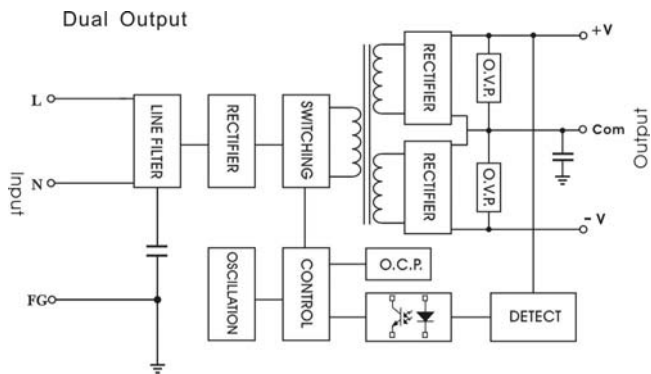 Dual Output
Input
L
N
FG
LINE FILTER
RECTIFIER
SWITCHING
RECTIFIER
RECTIFIER
O.V.P.
O.V.P.
+V
Com
- V
Output
OSCILLATION
CONTROL
O.C.P.
DETECT